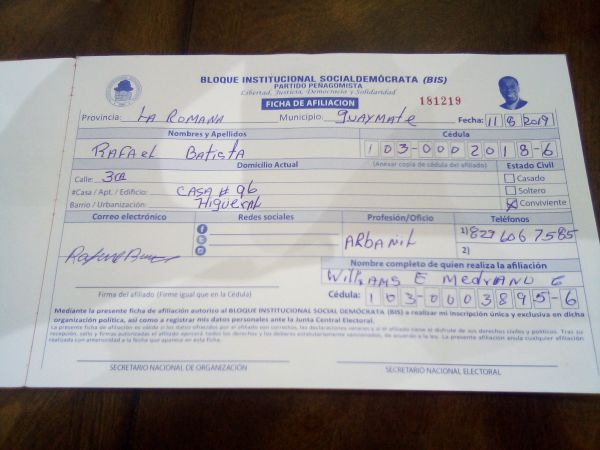 BLOQUE INSTITUCIONAL SOCIALDEMÓCRATA (BIS)
PARTIDO PEÑAGOMISTA
Libertad, Justicia, Democracia y Solidaridad
FICHA DE AFILIACION
181219
Provincia: LA ROMANA Municipio: guaymate Fecha: 11 8 2019
Nombres y Apellidos
Cédula
RAFael Batista
103-0002018-6
Domicilio Actual
(Anexar copia de cédula del afiliado)
Estado Civil
Calle: 3ra
Casado
#Casa / Apt. / Edificio: CASA # 96
Soltero
Barrio / Urbanización: Higueral
Conviviente
Correo electrónico
Redes sociales
Profesión/Oficio
Teléfonos
ARbaNil
1) 829 606 7585
2)
Nombre completo de quien realiza la afiliación
Williams E Medrano G
Firma del afiliado (Firme igual que en la Cédula)
Cédula: 103-0003895-6
Mediante la presente ficha de afiliación autorizo al BLOQUE INSTITUCIONAL SOCIAL DEMÓCRATA (BIS) a realizar mi inscripción única y exclusiva en dicha
organización política, así como a registrar mis datos personales ante la Junta Central Electoral.
SECRETARIO NACIONAL DE ORGANIZACIÓN
SECRETARIO NACIONAL ELECTORAL